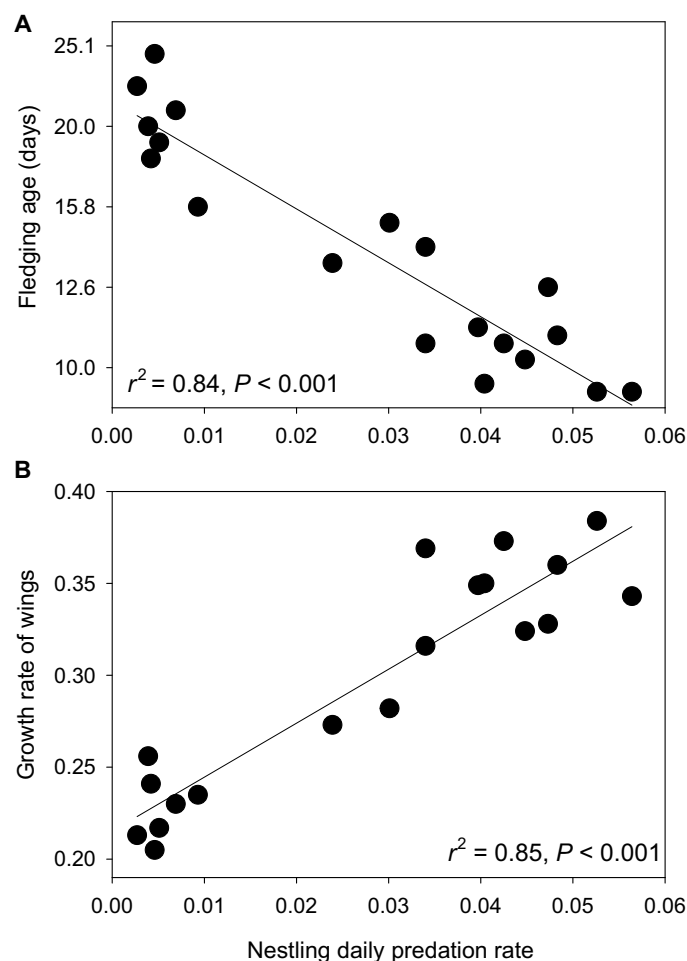 A
25.1
20.0
15.8
12.6
10.0
Fledging age (days)
r² = 0.84, P < 0.001
0.00 0.01 0.02 0.03 0.04 0.05 0.06
B
0.40
0.35
0.30
0.25
0.20
Growth rate of wings
r² = 0.85, P < 0.001
0.00 0.01 0.02 0.03 0.04 0.05 0.06
Nestling daily predation rate